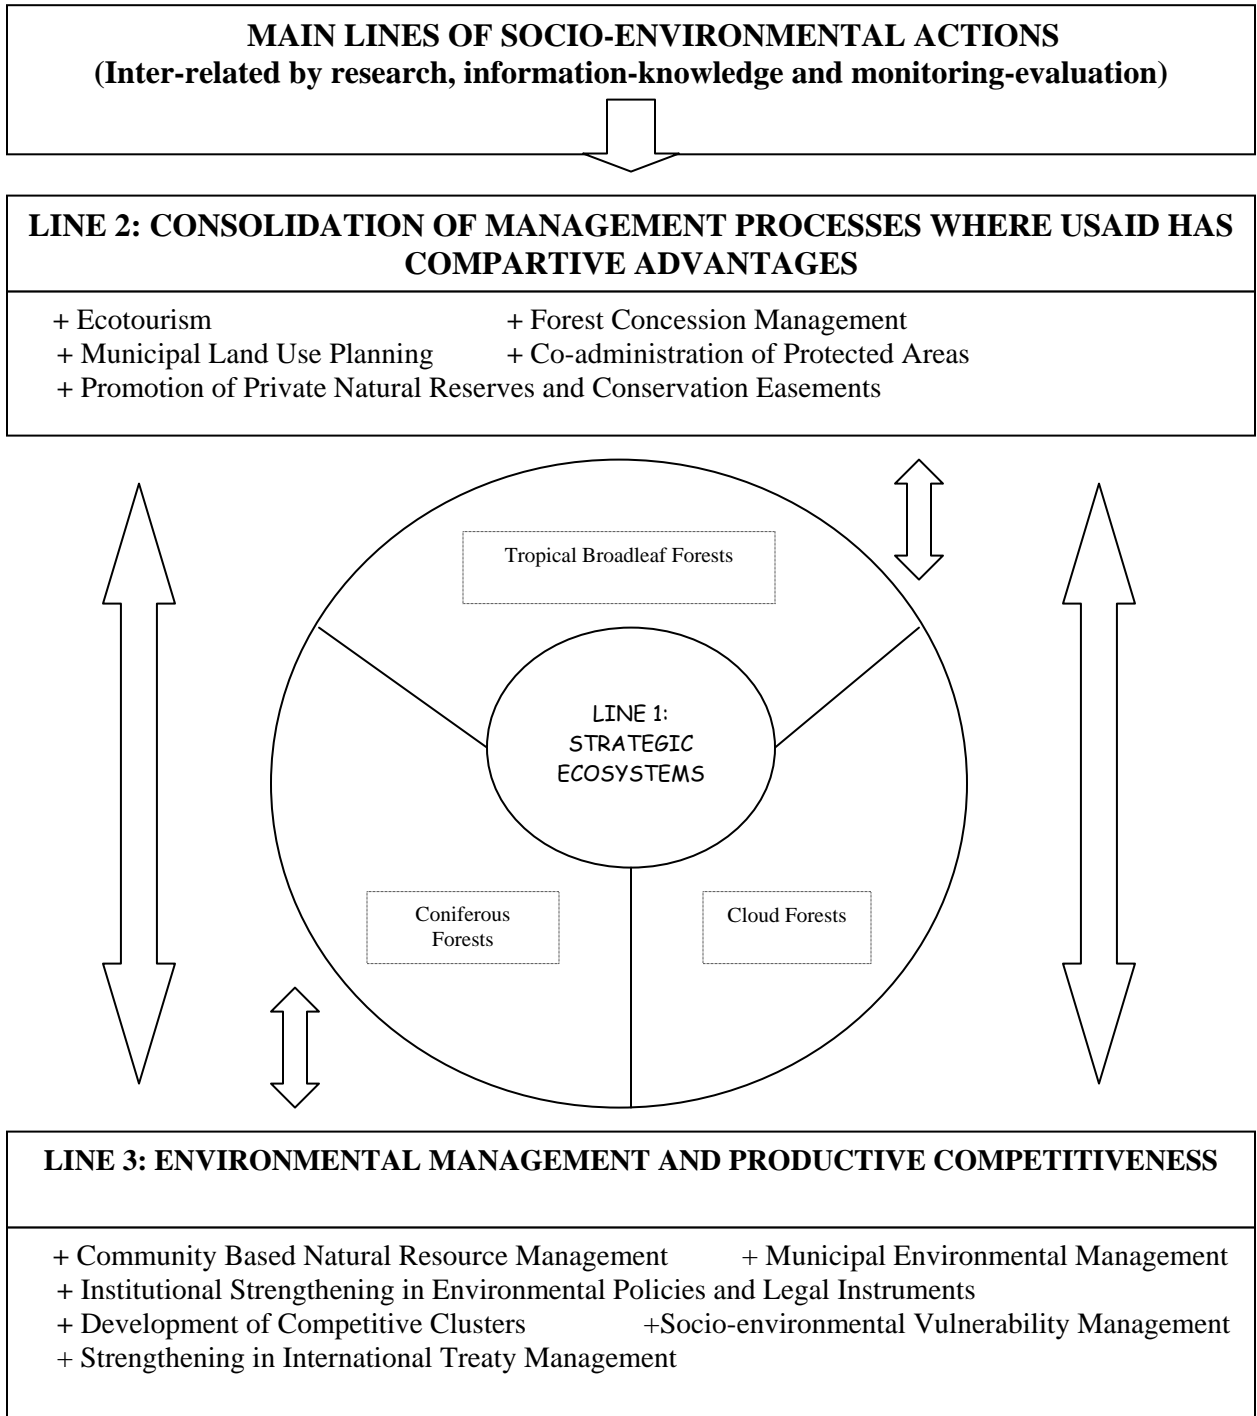 MAIN LINES OF SOCIO-ENVIRONMENTAL ACTIONS
(Inter-related by research, information-knowledge and monitoring-evaluation)
LINE 2: CONSOLIDATION OF MANAGEMENT PROCESSES WHERE USAID HAS
COMPARTIVE ADVANTAGES
+ Ecotourism + Forest Concession Management
+ Municipal Land Use Planning + Co-administration of Protected Areas
+ Promotion of Private Natural Reserves and Conservation Easements
Tropical Broadleaf Forests
LINE 1:
STRATEGIC
ECOSYSTEMS
Coniferous
Forests
Cloud Forests
LINE 3: ENVIRONMENTAL MANAGEMENT AND PRODUCTIVE COMPETITIVENESS
+ Community Based Natural Resource Management + Municipal Environmental Management
+ Institutional Strengthening in Environmental Policies and Legal Instruments
+ Development of Competitive Clusters +Socio-environmental Vulnerability Management
+ Strengthening in International Treaty Management